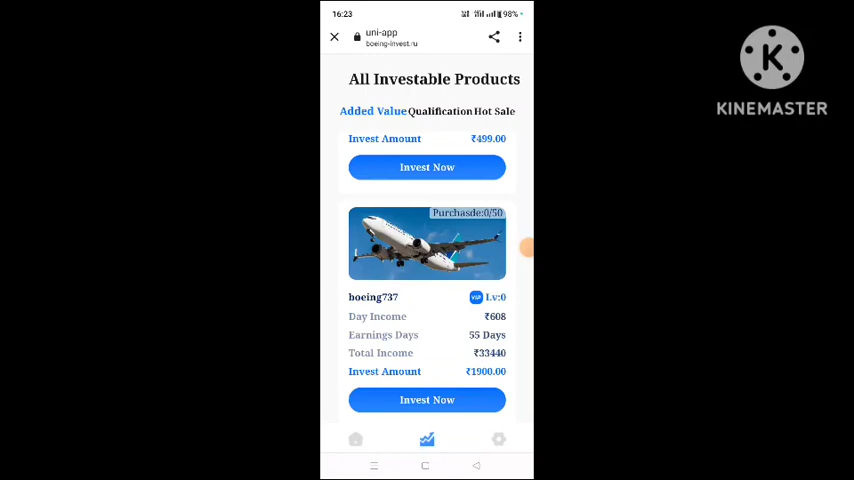 16:23
98%
uni-app
boeing-invest.ru
All Investable Products
Added Value Qualification Hot Sale
Invest Amount ₹499.00
Invest Now
Purchasde:0/50
boeing737 VIP Lv:0
Day Income ₹608
Earnings Days 55 Days
Total Income ₹33440
Invest Amount ₹1900.00
Invest Now
K
KINEMASTER